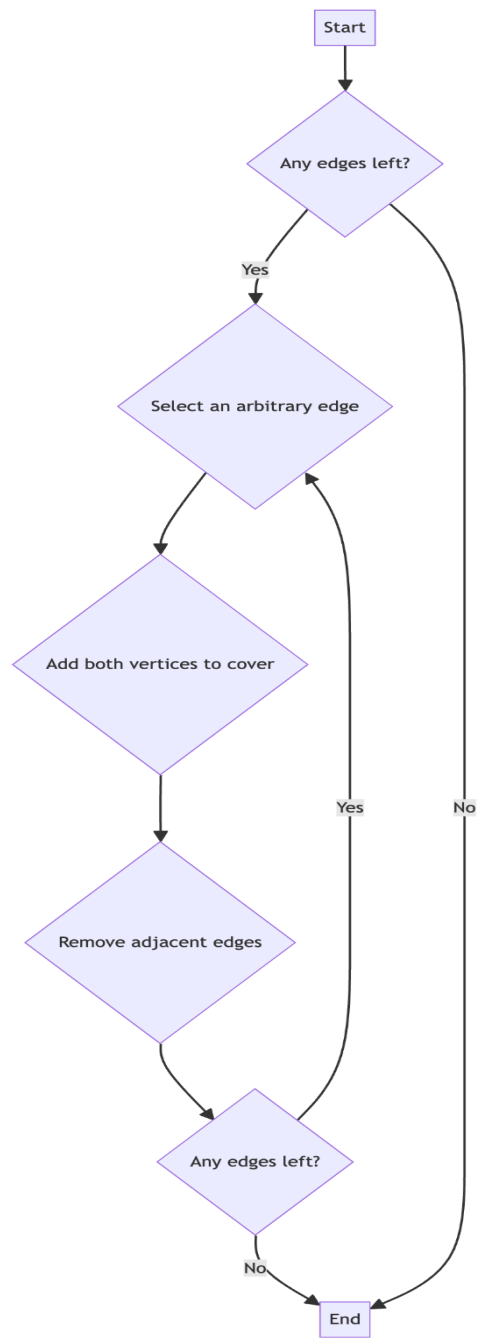 Start
Any edges left?
Yes
Select an arbitrary edge
Add both vertices to cover
Yes
No
Remove adjacent edges
Any edges left?
No
End